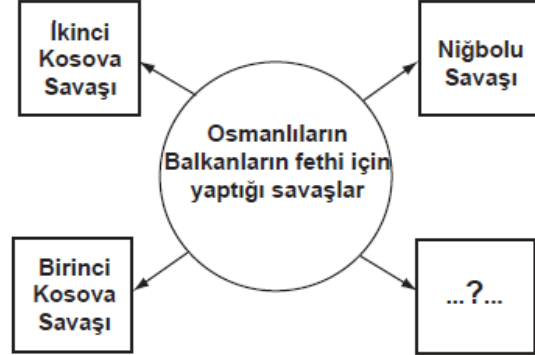 İkinci
Kosova
Savaşı
Niğbolu
Savaşı
Osmanlıların
Balkanların fethi için
yaptığı savaşlar
Birinci
Kosova
Savaşı
...?...